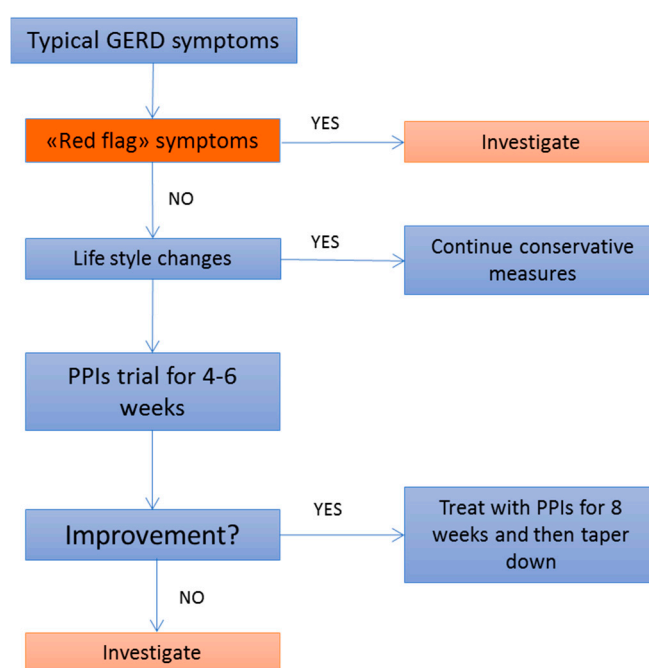 Typical GERD symptoms
«Red flag» symptoms
YES
Investigate
NO
Life style changes
YES
Continue conservative
measures
PPIs trial for 4-6
weeks
Improvement?
YES
Treat with PPIs for 8
weeks and then taper
down
NO
Investigate